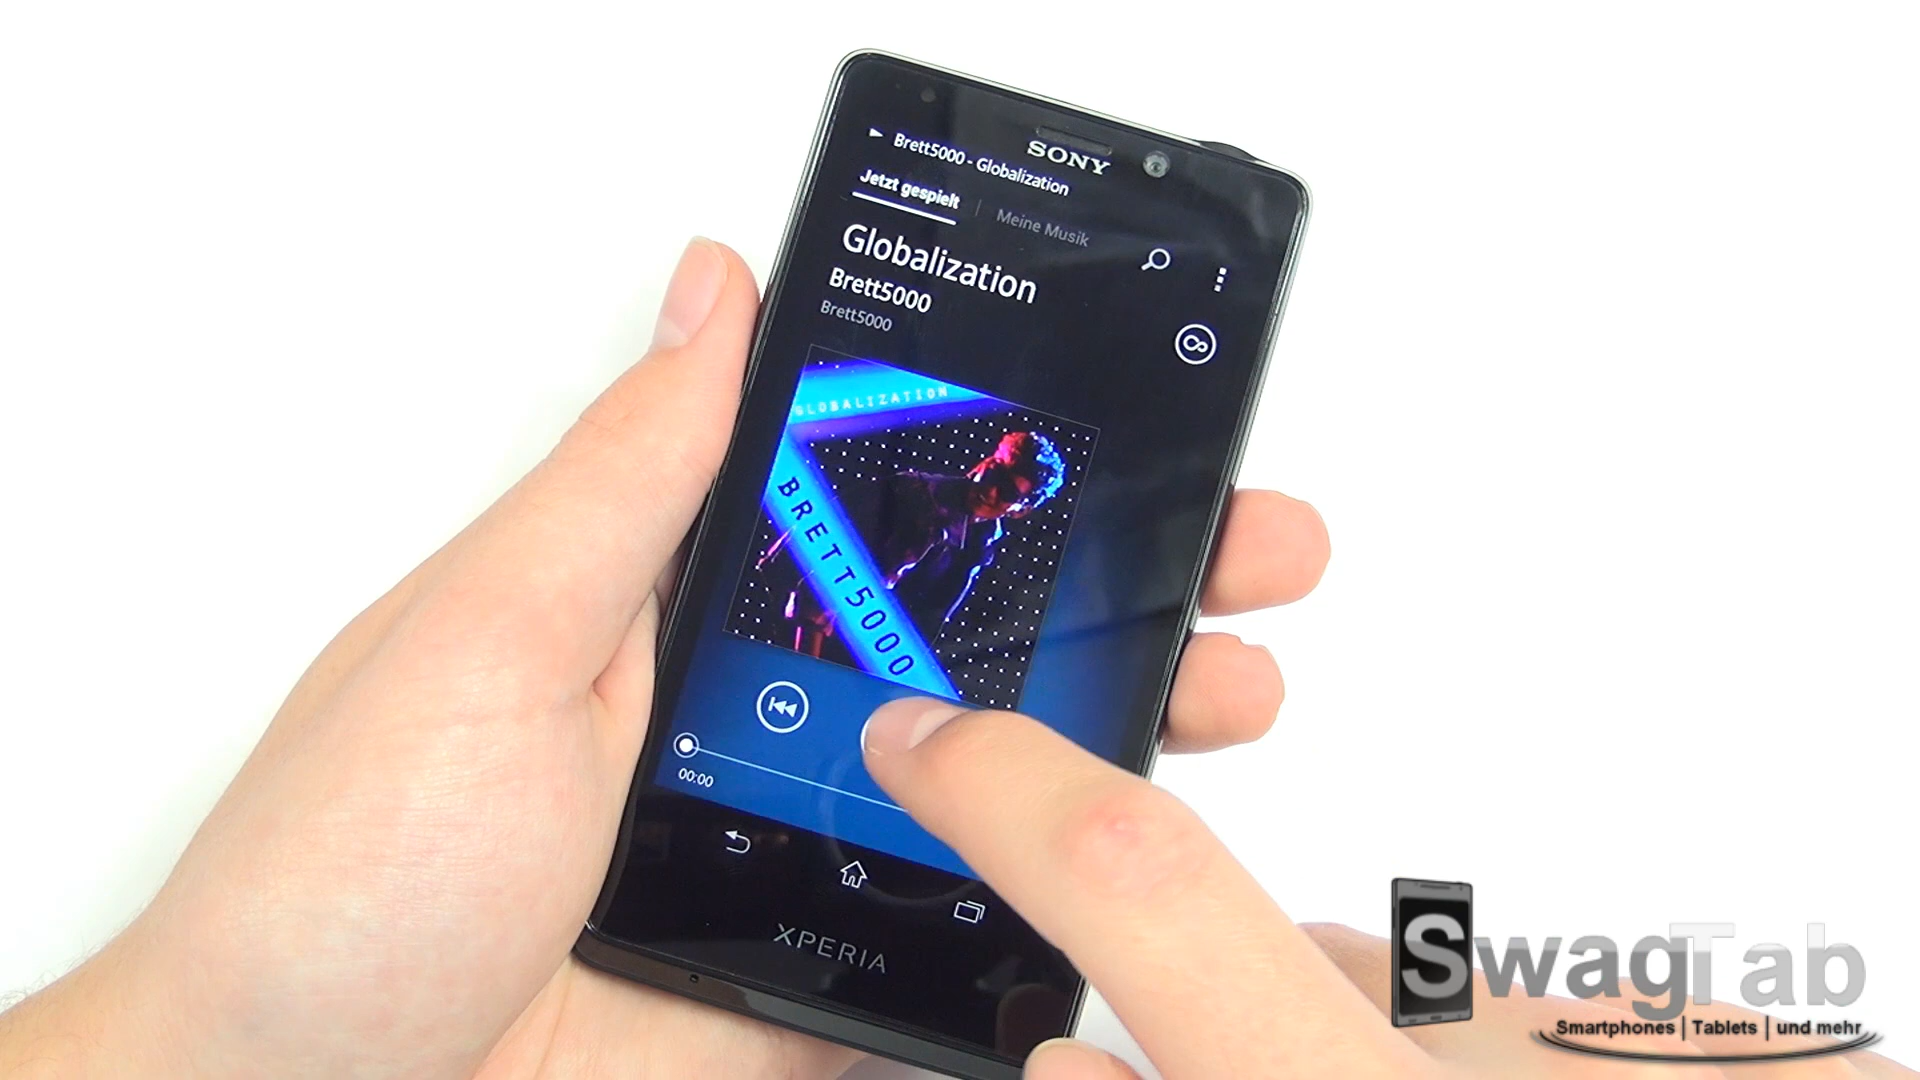 SONY
Brett5000 - Globalization
Jetzt gespielt | Meine Musik
Globalization
Brett5000
Brett5000
GLOBALIZATION
BRETT5000
00:00
XPERIA
SwagTab
Smartphones | Tablets | und mehr